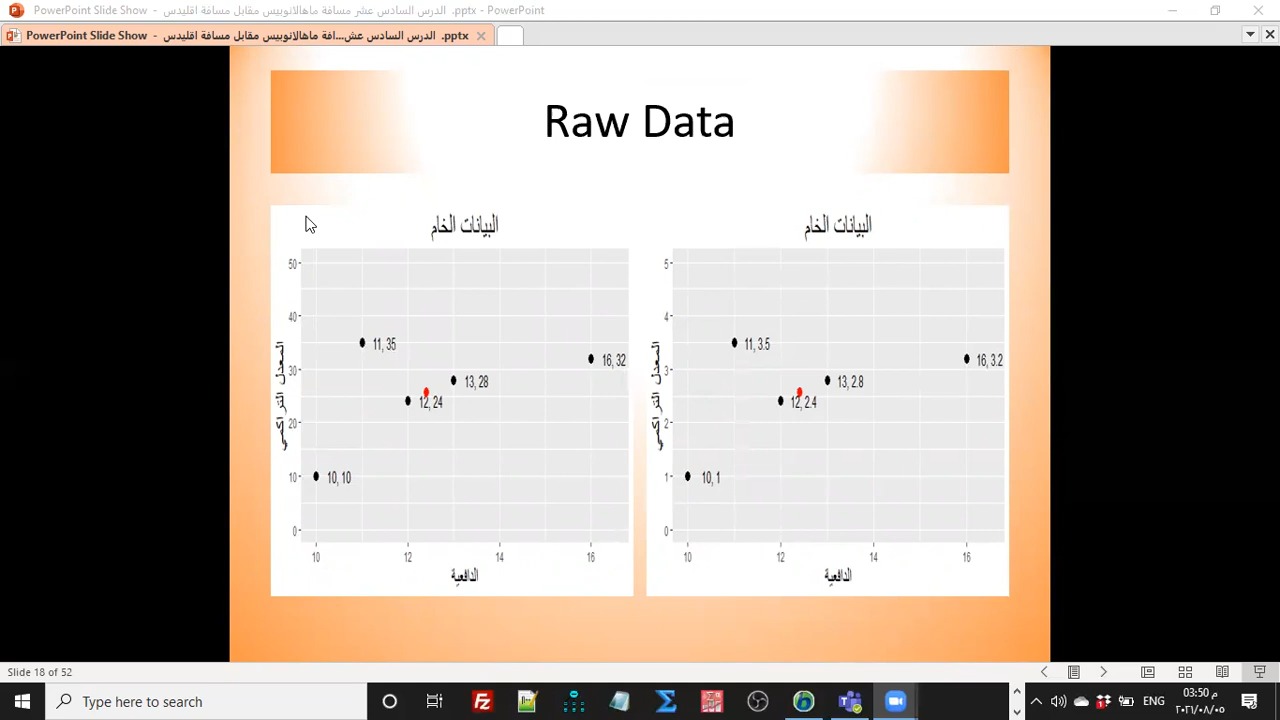 PowerPoint - .pptx الدرس السادس عشر مسافة ماهالانوبيس مقابل مسافة اقليدس - PowerPoint Slide Show
PowerPoint Slide Show - .pptx الدرس السادس عش...افة ماهالانوبيس مقابل مسافة اقليدس
Raw Data
البيانات الخام
50
40
30
20
10
0
المعدل التراكمي
11, 35
16, 32
13, 28
12, 24
10, 10
10 12 14 16
الدافعية
البيانات الخام
5
4
3
2
1
0
المعدل التراكمي
11, 3.5
16, 3.2
13, 2.8
12, 2.4
10, 1
10 12 14 16
الدافعية
Slide 18 of 52
Type here to search
ENG
03:50 م
٢٠٢١/٠٨/٠٥